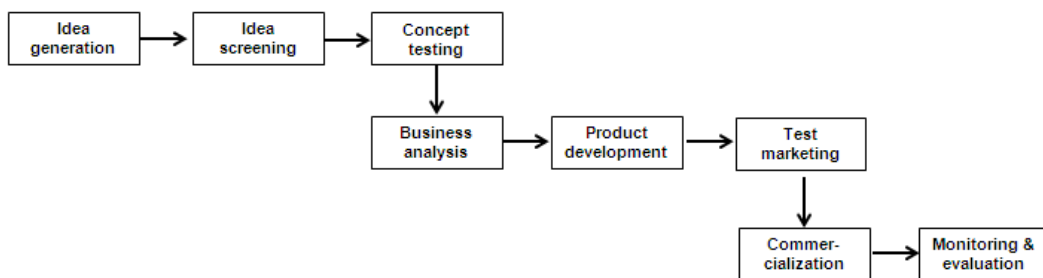 Idea
generation
Idea
screening
Concept
testing
Business
analysis
Product
development
Test
marketing
Commer-
cialization
Monitoring &
evaluation